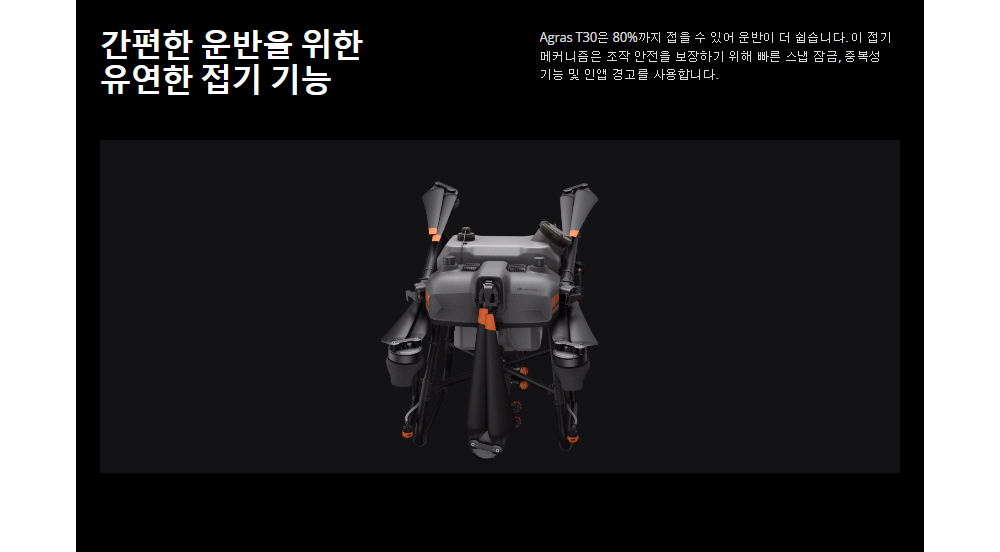 간편한 운반을 위한
유연한 접기 기능
Agras T30은 80%까지 접을 수 있어 운반이 더 쉽습니다. 이 접기
메커니즘은 조작 안전을 보장하기 위해 빠른 스냅 잠금, 중복성
기능 및 인앱 경고를 사용합니다.